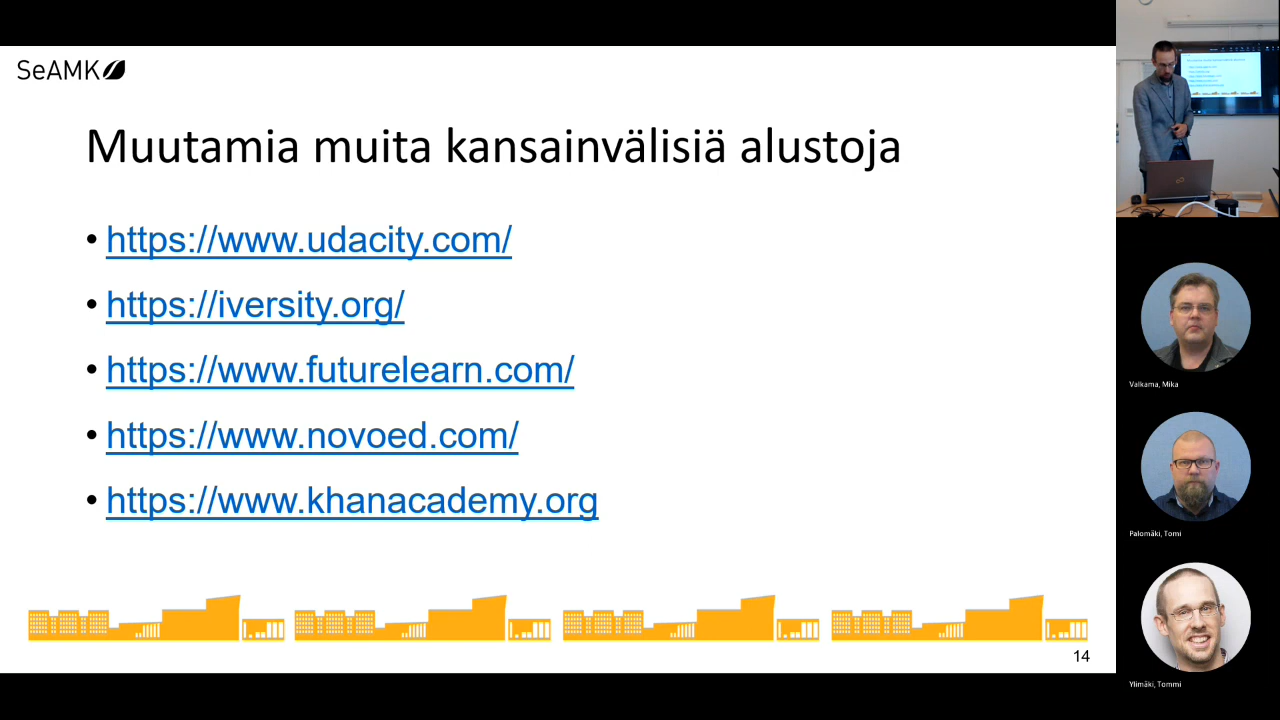 SeAMK
Muutamia muita kansainvälisiä alustoja
• https://www.udacity.com/
• https://iversity.org/
• https://www.futurelearn.com/
• https://www.novoed.com/
• https://www.khanacademy.org
14
Valkama, Mika
Palomäki, Tomi
Ylimäki, Tommi